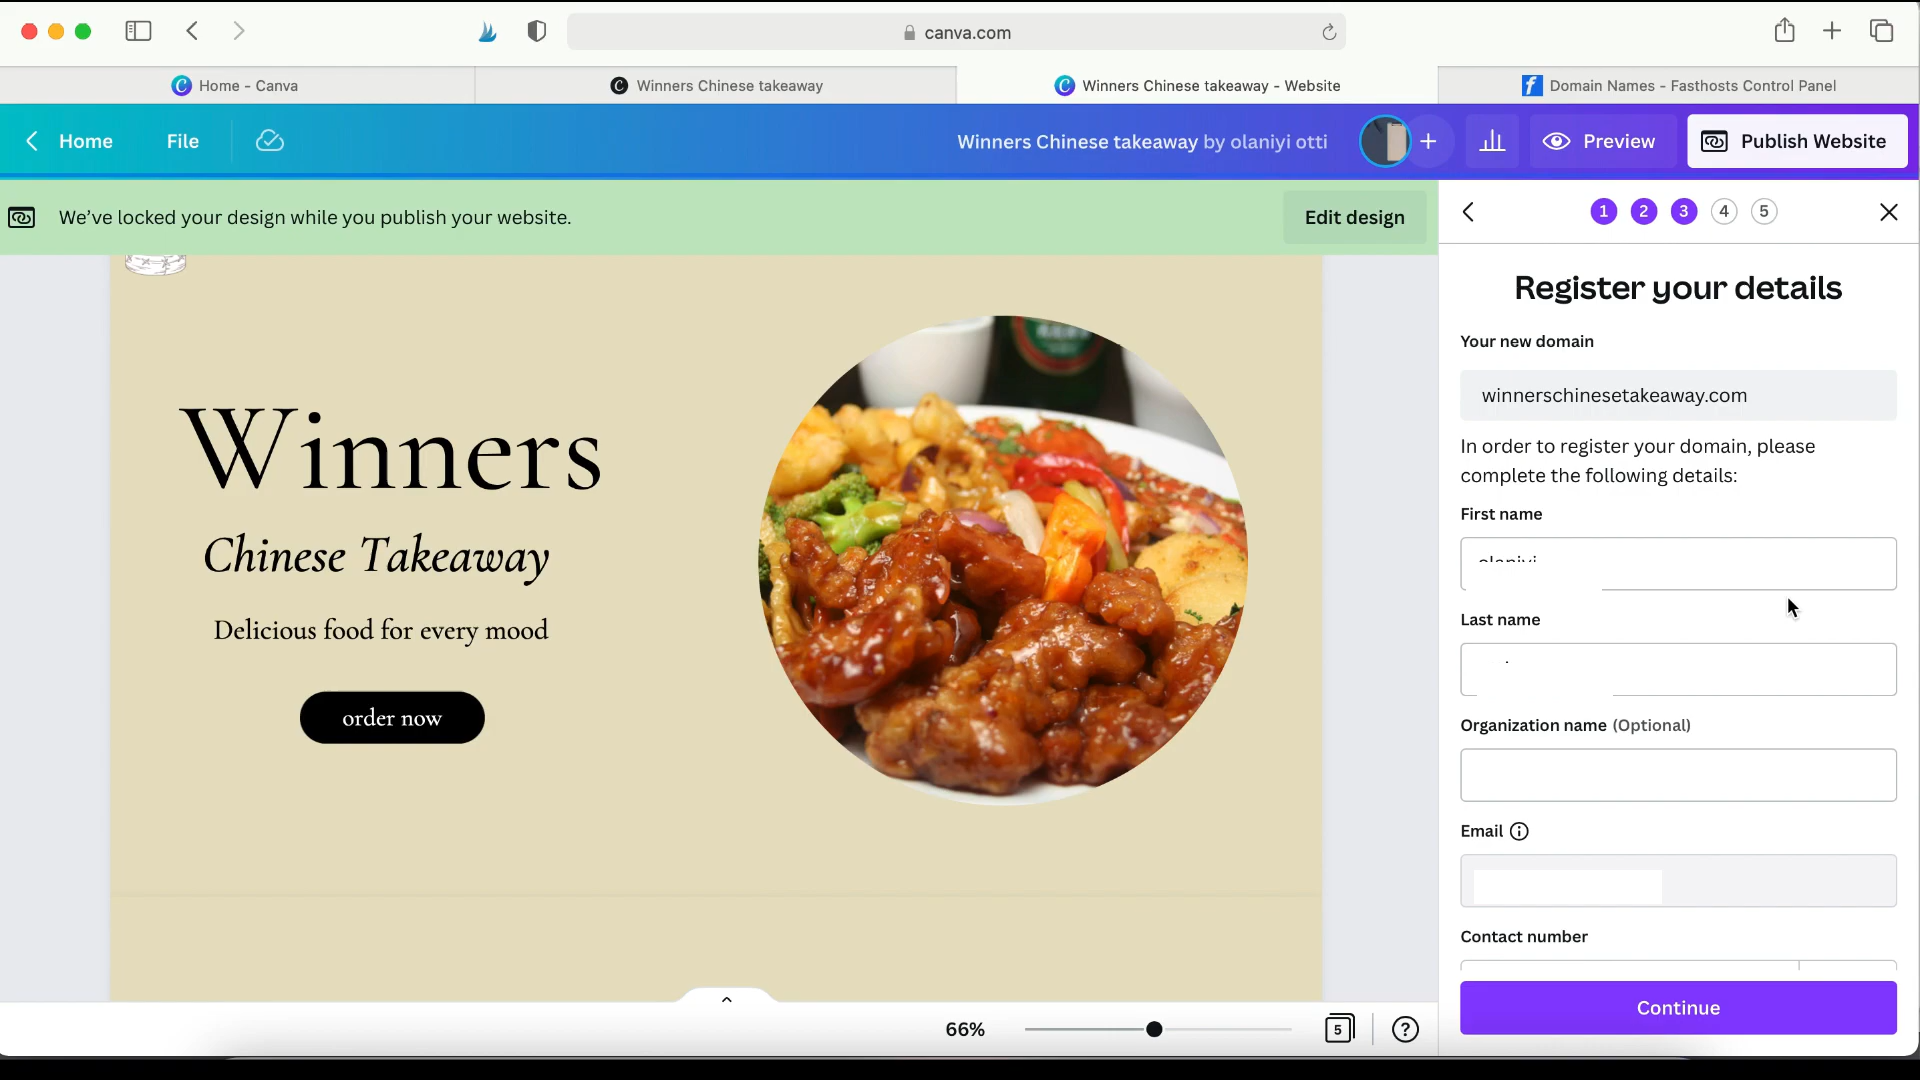 canva.com
Home - Canva
Winners Chinese takeaway
Winners Chinese takeaway - Website
Domain Names - Fasthosts Control Panel
Home
File
Winners Chinese takeaway by olaniyi otti
Preview
Publish Website
We've locked your design while you publish your website.
Edit design
1 2 3 4 5
Winners
Chinese Takeaway
Delicious food for every mood
order now
Register your details
Your new domain
winnerschinesetakeaway.com
In order to register your domain, please
complete the following details:
First name
Last name
Organization name (Optional)
Email
Contact number
Continue
66%
5
?